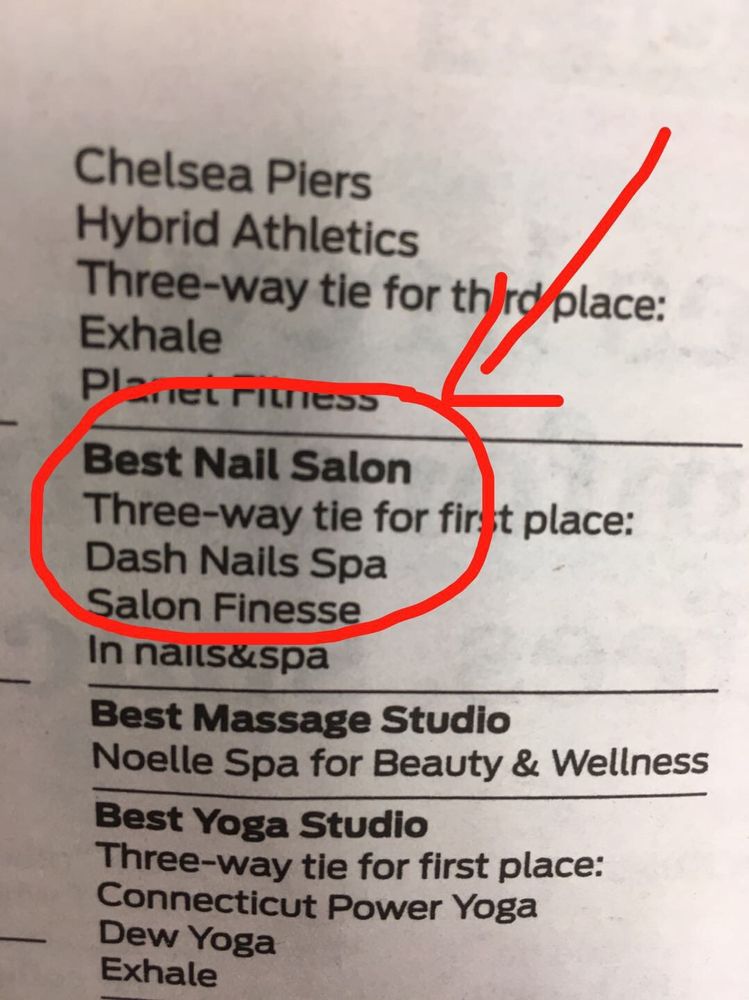 Chelsea Piers
Hybrid Athletics
Three-way tie for third place:
Exhale
Planet Fitness
Best Nail Salon
Three-way tie for first place:
Dash Nails Spa
Salon Finesse
In nails&spa
Best Massage Studio
Noelle Spa for Beauty & Wellness
Best Yoga Studio
Three-way tie for first place:
Connecticut Power Yoga
Dew Yoga
Exhale